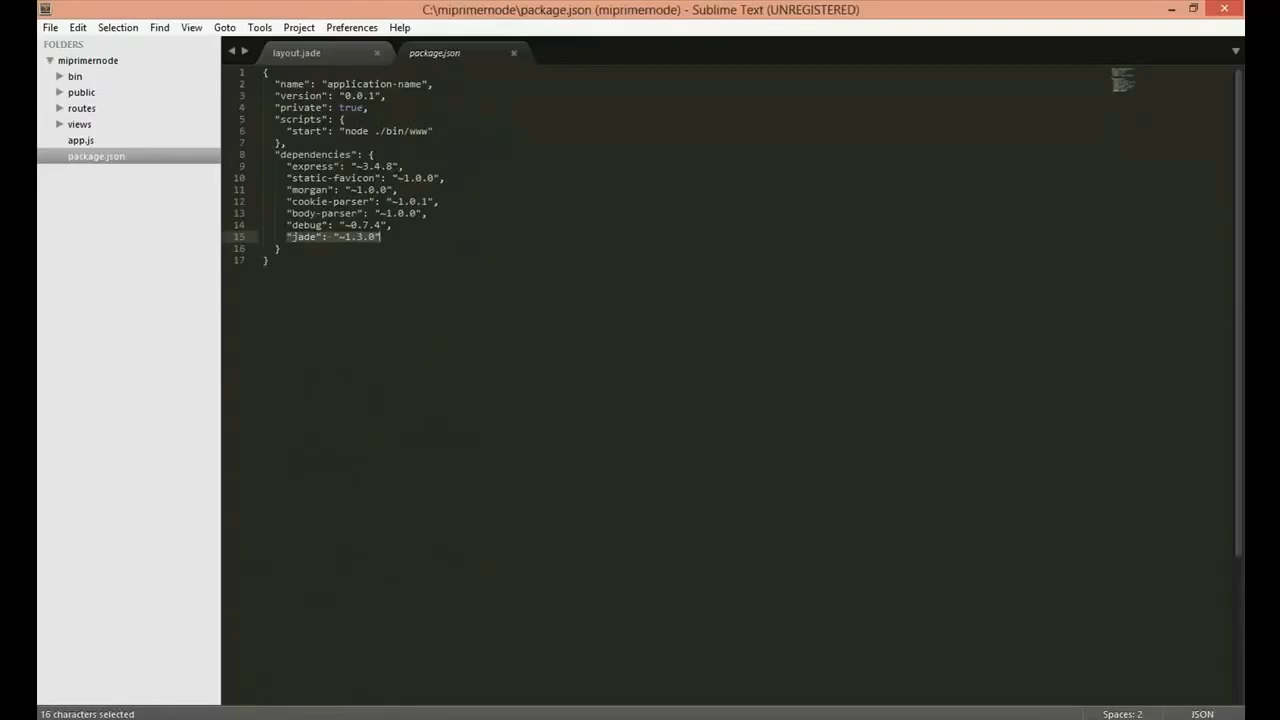 C:\miprimernode\package.json (miprimernode) - Sublime Text (UNREGISTERED)
File Edit Selection Find View Goto Tools Project Preferences Help
FOLDERS
miprimernode
bin
public
routes
views
app.js
package.json
layout.jade
package.json
1 {
2 "name": "application-name",
3 "version": "0.0.1",
4 "private": true,
5 "scripts": {
6 "start": "node ./bin/www"
7 },
8 "dependencies": {
9 "express": "~3.4.8",
10 "static-favicon": "~1.0.0",
11 "morgan": "~1.0.0",
12 "cookie-parser": "~1.0.1",
13 "body-parser": "~1.0.0",
14 "debug": "~0.7.4",
15 "jade": "~1.3.0"
16 }
17 }
16 characters selected
Spaces: 2 JSON